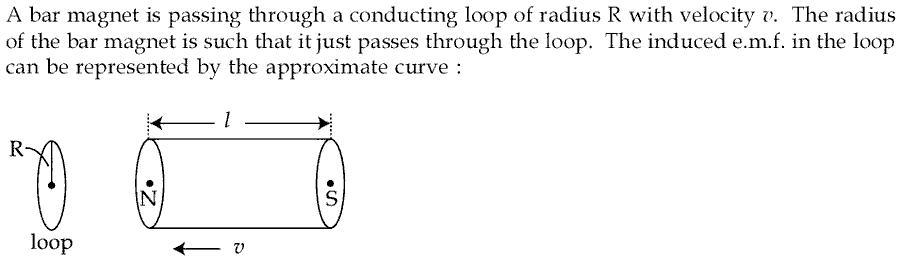 A bar magnet is passing through a conducting loop of radius R with velocity v. The radius
of the bar magnet is such that it just passes through the loop. The induced e.m.f. in the loop
can be represented by the approximate curve :
l
R
N
S
loop
v